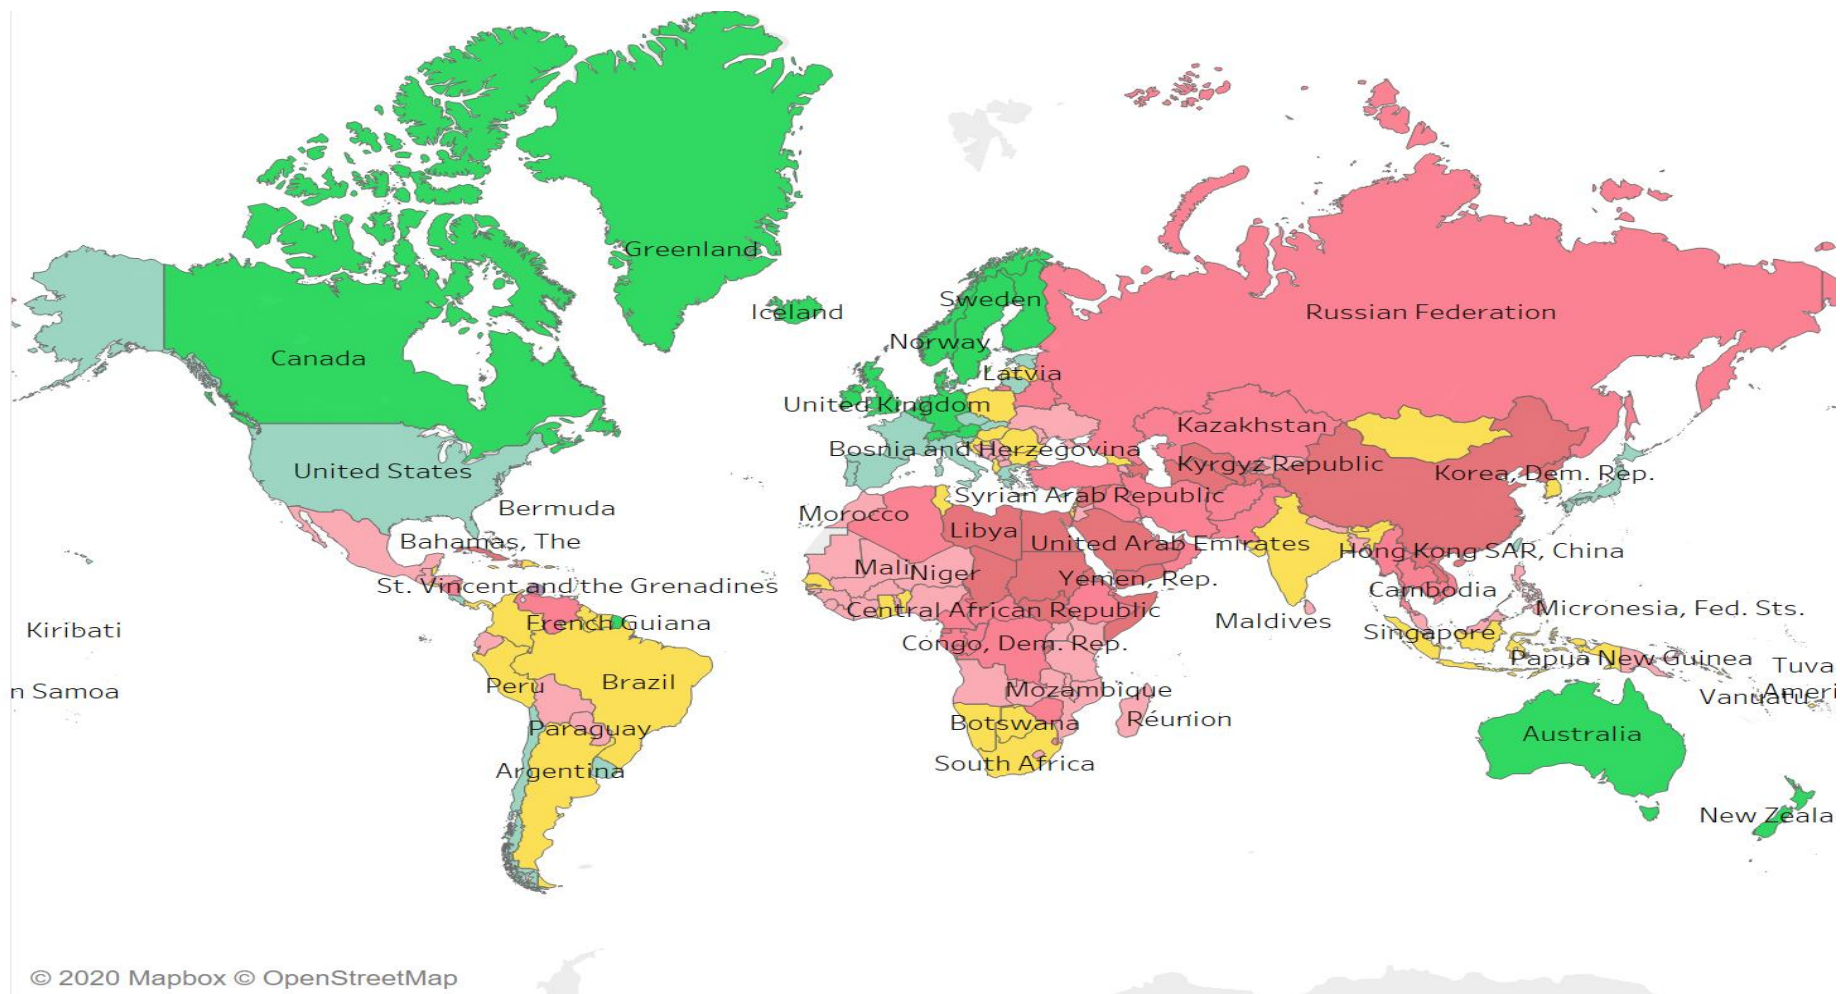 Greenland
Iceland
Sweden
Russian Federation
Norway
Canada
Latvia
United Kingdom
Kazakhstan
Bosnia and Herzegovina
Kyrgyz Republic
United States
Korea, Dem. Rep.
Syrian Arab Republic
Bermuda
Morocco
Libya
Bahamas, The
United Arab Emirates
Hong Kong SAR, China
Mali
Niger
Yemen, Rep.
St. Vincent and the Grenadines
Cambodia
Central African Republic
Micronesia, Fed. Sts.
Maldives
French Guiana
Kiribati
Singapore
Congo, Dem. Rep.
Papua New Guinea
Tuva
Peru
Brazil
n Samoa
Mozambique
Vanuatu
Ameri
Botswana
Réunion
Paraguay
Australia
South Africa
Argentina
New Zeala
© 2020 Mapbox © OpenStreetMap